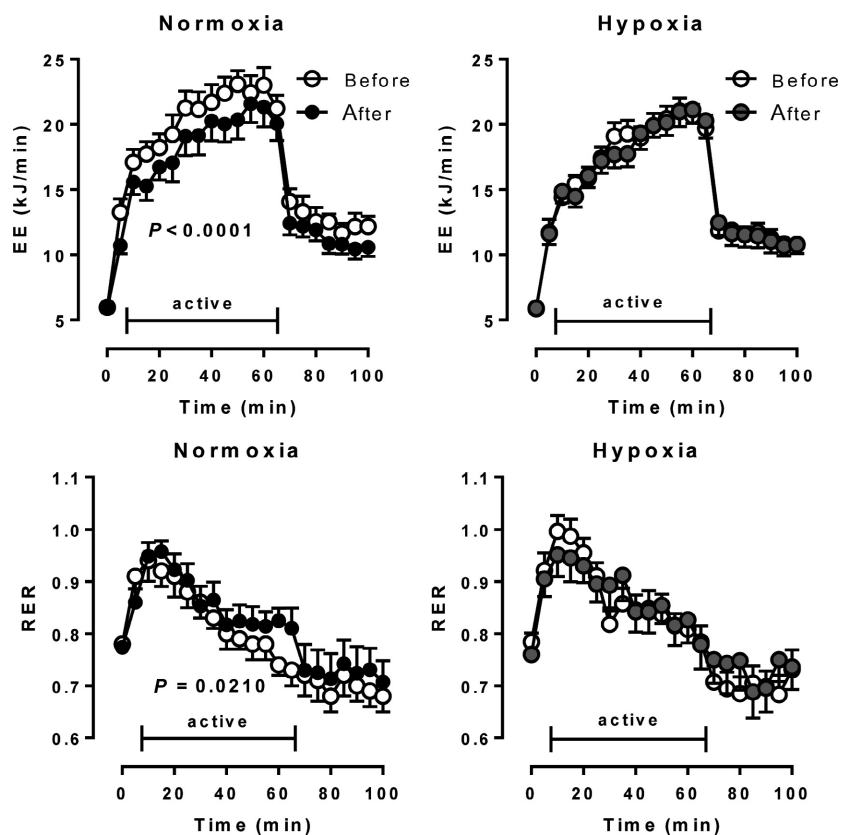 Normoxia
EE (kJ/min)
25
20
15
10
5
Before
After
P<0.0001
active
0 20 40 60 80 100
Time (min)
Hypoxia
EE (kJ/min)
25
20
15
10
5
Before
After
active
0 20 40 60 80 100
Time (min)
Normoxia
RER
1.1
1.0
0.9
0.8
0.7
0.6
P = 0.0210
active
0 20 40 60 80 100
Time (min)
Hypoxia
RER
1.1
1.0
0.9
0.8
0.7
0.6
active
0 20 40 60 80 100
Time (min)